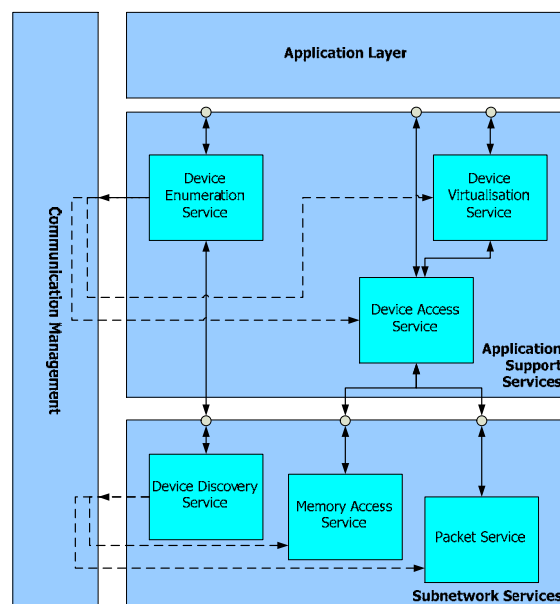 Application Layer
Communication Management
Device
Enumeration
Service
Device
Virtualisation
Service
Device Access
Service
Application
Support
Services
Device Discovery
Service
Memory Access
Service
Packet Service
Subnetwork Services